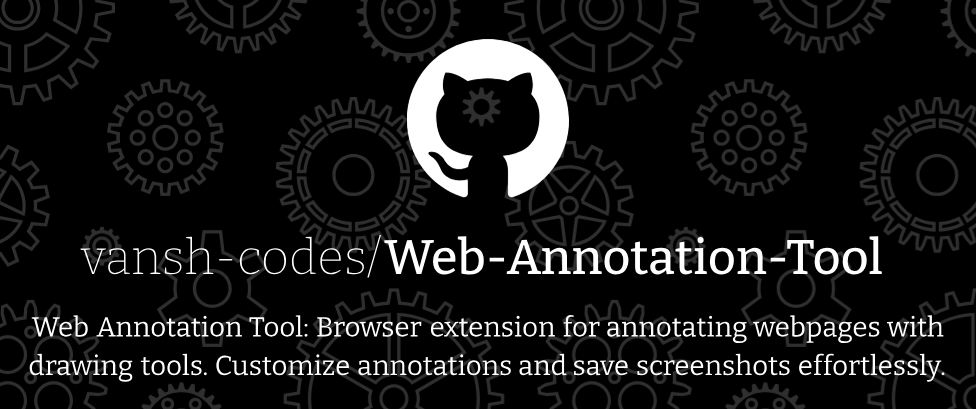 vansh-codes/Web-Annotation-Tool
Web Annotation Tool: Browser extension for annotating webpages with
drawing tools. Customize annotations and save screenshots effortlessly.